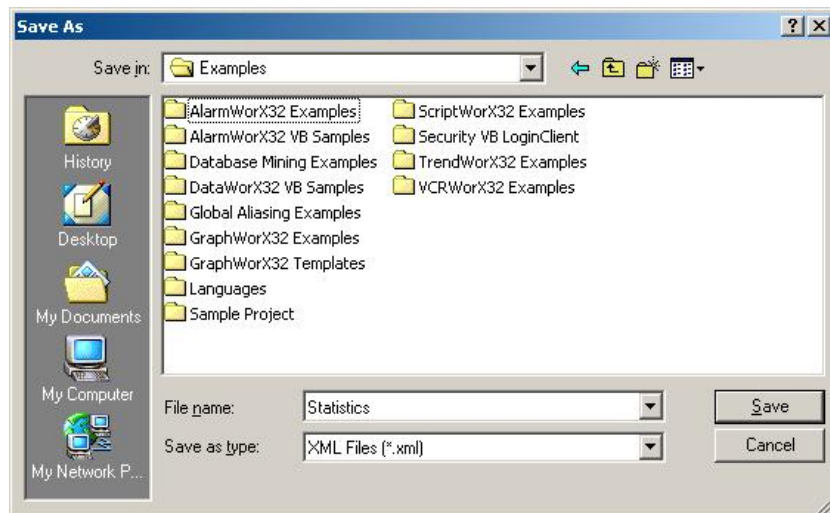 Save As
Save in:
Examples
History
Desktop
My Documents
My Computer
My Network P...
AlarmWorX32 Examples
AlarmWorX32 VB Samples
Database Mining Examples
DataWorX32 VB Samples
Global Aliasing Examples
GraphWorX32 Examples
GraphWorX32 Templates
Languages
Sample Project
ScriptWorX32 Examples
Security VB LoginClient
TrendWorX32 Examples
VCRWorX32 Examples
File name:
Statistics
Save
Save as type:
XML Files (*.xml)
Cancel